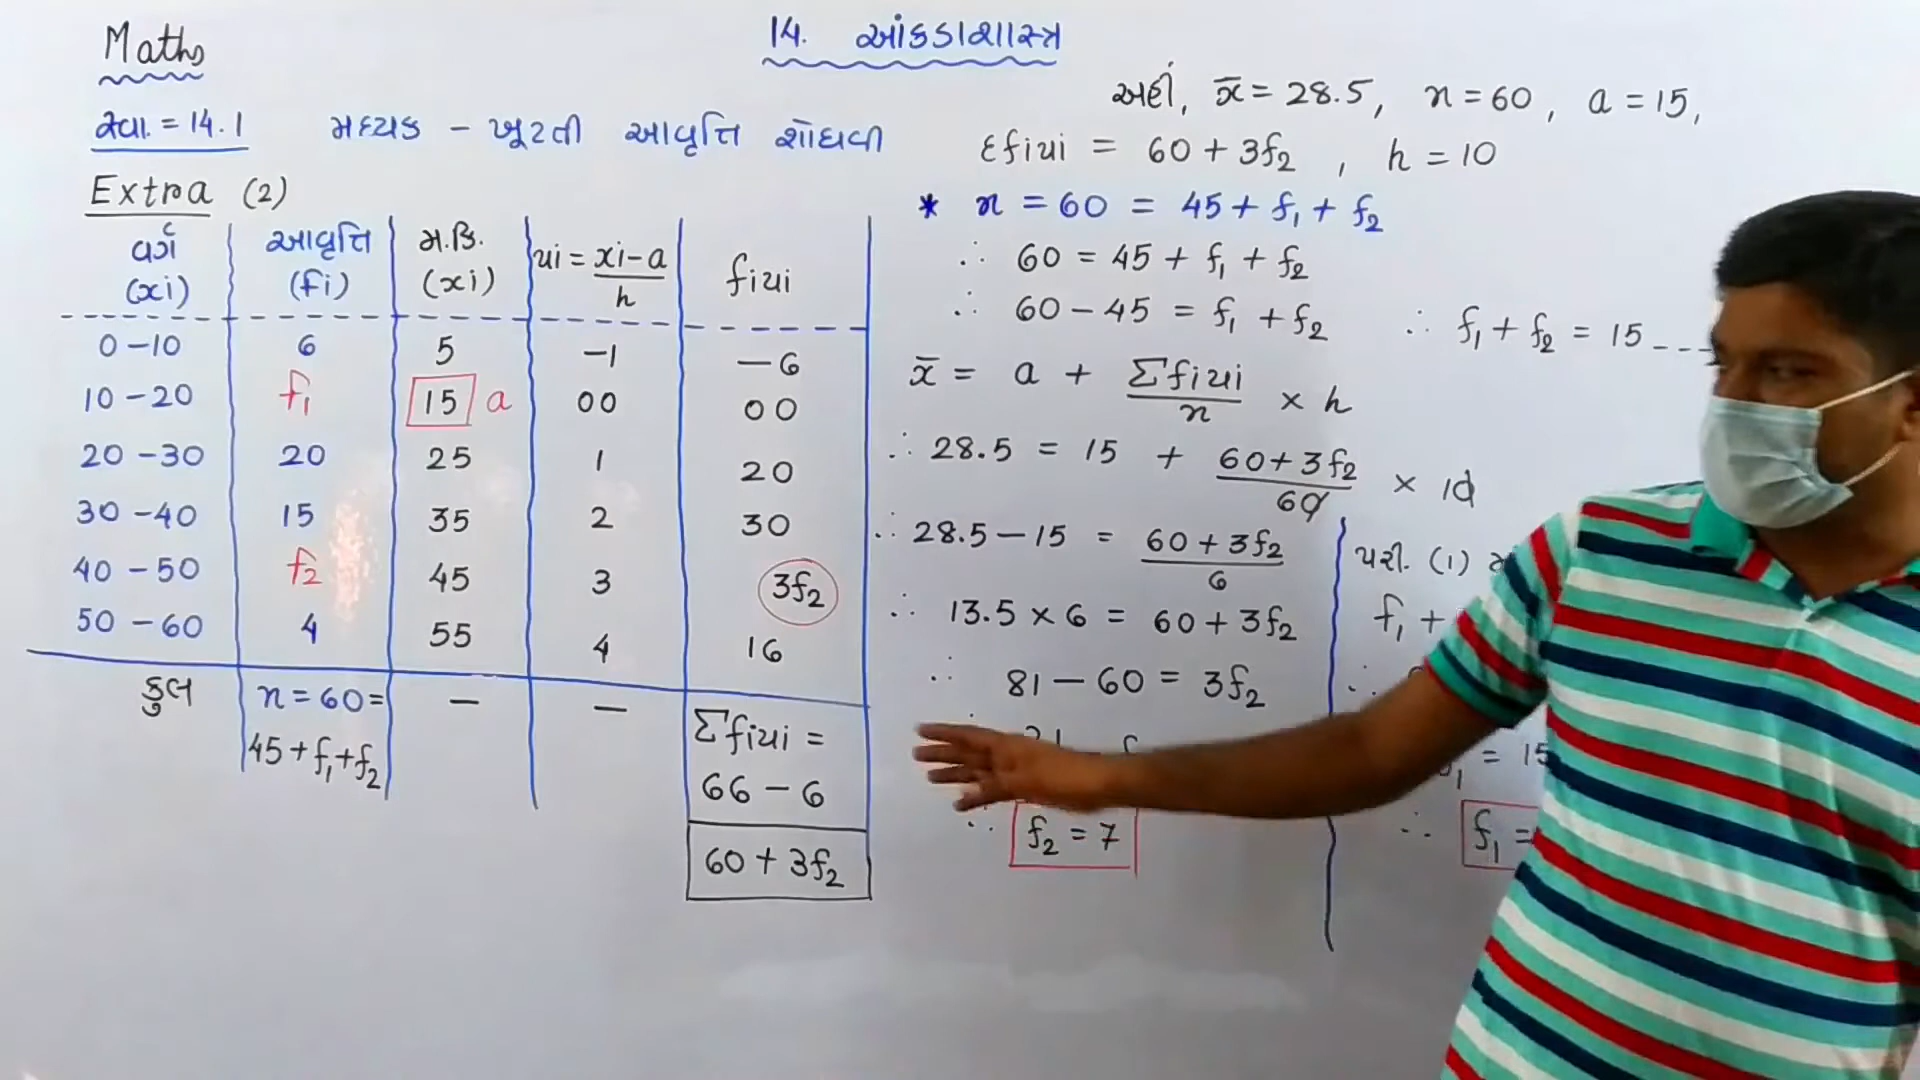 Maths
14. આંકડાશાસ્ત્ર
સ્વા. = 14.1 મધ્યક – ખૂટતી આવૃત્તિ શોધવી
Extra (2)
વર્ગ (xi) | આવૃત્તિ (fi) | મ.કિ. (xi) | ui = xi-a / h | fiui
0-10 | 6 | 5 | -1 | -6
10-20 | f₁ | 15 a | 00 | 00
20-30 | 20 | 25 | 1 | 20
30-40 | 15 | 35 | 2 | 30
40-50 | f₂ | 45 | 3 | 3f₂
50-60 | 4 | 55 | 4 | 16
કુલ | n = 60 = 45 + f₁ + f₂ | — | — | Σfiui = 66 - 6
60 + 3f₂
અહીં, x̄ = 28.5, n = 60, a = 15,
Σfiui = 60 + 3f₂, h = 10
* n = 60 = 45 + f₁ + f₂
∴ 60 = 45 + f₁ + f₂
∴ 60 - 45 = f₁ + f₂ ∴ f₁ + f₂ = 15 ---
x̄ = a + Σfiui / n × h
∴ 28.5 = 15 + 60 + 3f₂ / 60 × 10
∴ 28.5 - 15 = 60 + 3f₂ / 6
∴ 13.5 × 6 = 60 + 3f₂
∴ 81 - 60 = 3f₂
∴ f₂ = 7
પરી. (1)
f₁ +
= 15
∴ f₁ =